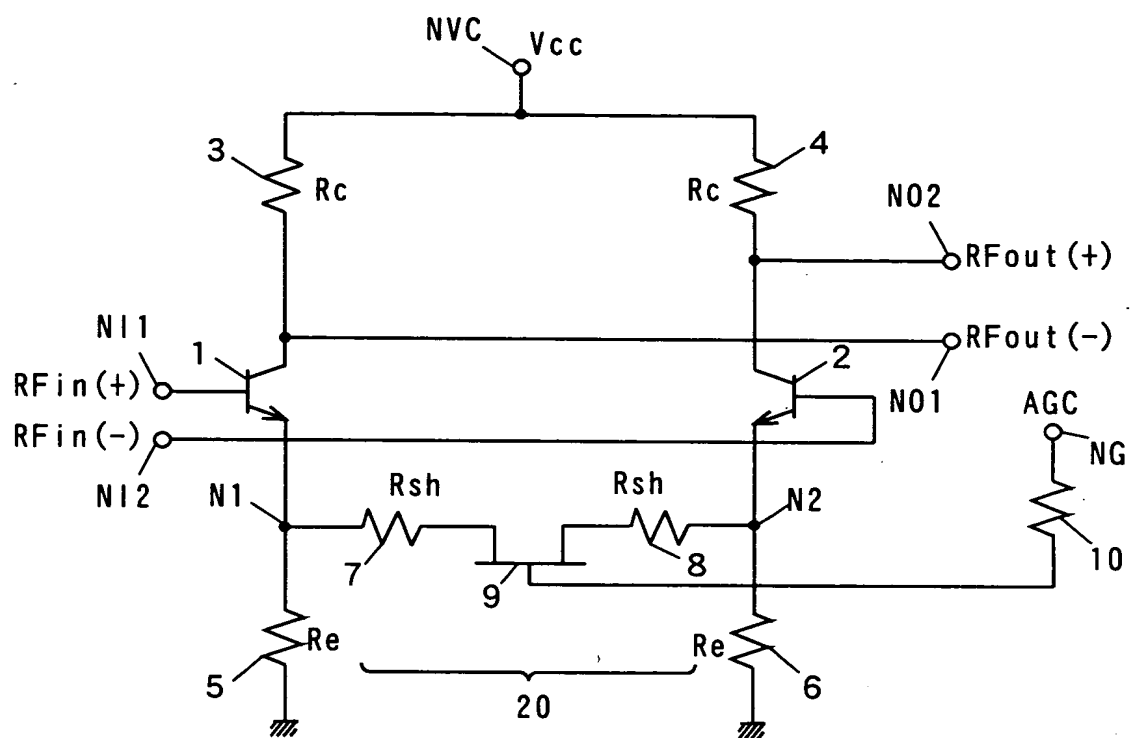 NVC
Vcc
3
4
Rc
Rc
NO2
RFout(+)
NI1
1
2
RFout(-)
RFin(+)
NO1
AGC
RFin(-)
NG
NI2
N1
Rsh
Rsh
N2
7
9
8
10
Re
Re
5
20
6